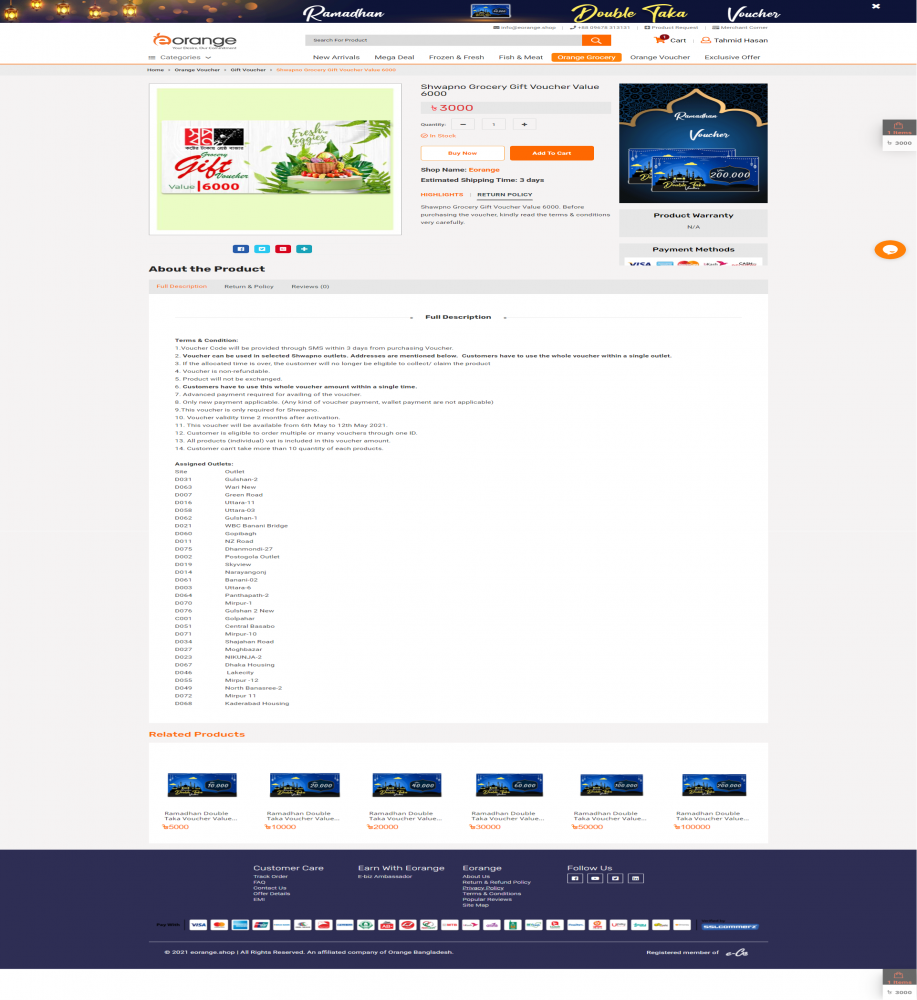 Ramadhan Double Taka Voucher
info@eorange.shop | +88 09678 313131 | Product Request | Merchant Corner
eorange
Your Desire, Our Commitment
Search For Product
1 Cart Tahmid Hasan
Categories New Arrivals Mega Deal Frozen & Fresh Fish & Meat Orange Grocery Orange Voucher Exclusive Offer
Home • Orange Voucher • Gift Voucher • Shwapno Grocery Gift Voucher Value 6000
Shwapno Grocery Gift Voucher Value
6000
৳ 3000
Quantity: − 1 +
In Stock
Buy Now Add To Cart
Shop Name: Eorange
Estimated Shipping Time: 3 days
HIGHLIGHTS | RETURN POLICY
Shawpno Grocery Gift Voucher Value 6000. Before
purchasing the voucher, kindly read the terms & conditions
very carefully.
স্বপ্ন
Grocery
Gift
Voucher
Value 6000
Fresh
Veggies
Ramadhan
Voucher
Double Taka
200,000
Product Warranty
N/A
Payment Methods
VISA
1 Items
৳ 3000
About the Product
Full Description Return & Policy Reviews (0)
Full Description
Terms & Condition:
1.Voucher Code will be provided through SMS within 3 days from purchasing Voucher.
2. Voucher can be used in selected Shwapno outlets. Addresses are mentioned below. Customers have to use the whole voucher within a single outlet.
3. If the allocated time is over, the customer will no longer be eligible to collect/ claim the product
4. Voucher is non-refundable.
5. Product will not be exchanged.
6. Customers have to use this whole voucher amount within a single time.
7. Advanced payment required for availing of the voucher.
8. Only new payment applicable. (Any kind of voucher payment, wallet payment are not applicable)
9.This voucher is only required for Shwapno.
10. Voucher validity time 2 months after activation.
11. This voucher will be available from 6th May to 12th May 2021.
12. Customer is eligible to order multiple or many vouchers through one ID.
13. All products (individual) vat is included in this voucher amount.
14. Customer can't take more than 10 quantity of each products.
Assigned Outlets:
Site Outlet
D031 Gulshan-2
D063 Wari New
D007 Green Road
D016 Uttara-11
D058 Uttara-03
D062 Gulshan-1
D021 WBC Banani Bridge
D060 Gopibagh
D011 NZ Road
D075 Dhanmondi-27
D002 Postogola Outlet
D019 Skyview
D014 Narayangonj
D061 Banani-02
D003 Uttara-6
D064 Panthapath-2
D070 Mirpur-1
D076 Gulshan 2 New
C001 Golpahar
D051 Central Basabo
D071 Mirpur-10
D034 Shajahan Road
D027 Moghbazar
D023 NIKUNJA-2
D067 Dhaka Housing
D046 Lakecity
D055 Mirpur -12
D049 North Banasree-2
D072 Mirpur 11
D068 Kaderabad Housing
Related Products
10,000 20,000 40,000 60,000 100,000 200,000
Ramadhan Double Ramadhan Double Ramadhan Double Ramadhan Double Ramadhan Double Ramadhan Double
Taka Voucher Value... Taka Voucher Value... Taka Voucher Value... Taka Voucher Value... Taka Voucher Value... Taka Voucher Value...
৳5000 ৳10000 ৳20000 ৳30000 ৳50000 ৳100000
Customer Care Earn With Eorange Eorange Follow Us
Track Order E-biz Ambassador About Us
FAQ Return & Refund Policy
Contact Us Privacy Policy
Offer Details Terms & Conditions
EMI Popular Reviews
Site Map
Pay With VISA SSLCOMMERZ
© 2021 eorange.shop | All Rights Reserved. An affiliated company of Orange Bangladesh. Registered member of e-Cab
1 Items
৳ 3000